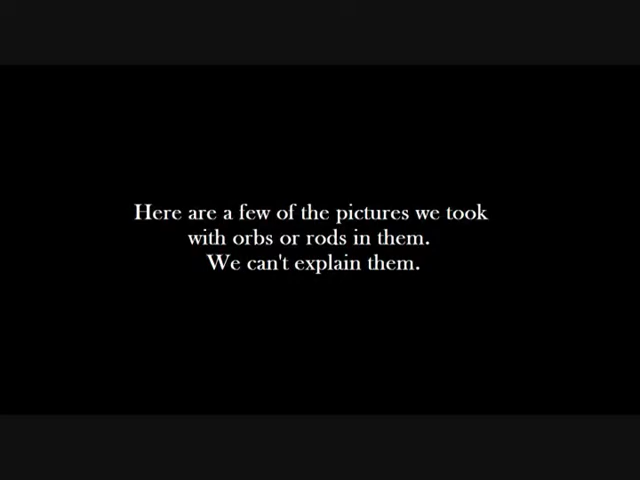 Here are a few of the pictures we took
with orbs or rods in them.
We can't explain them.